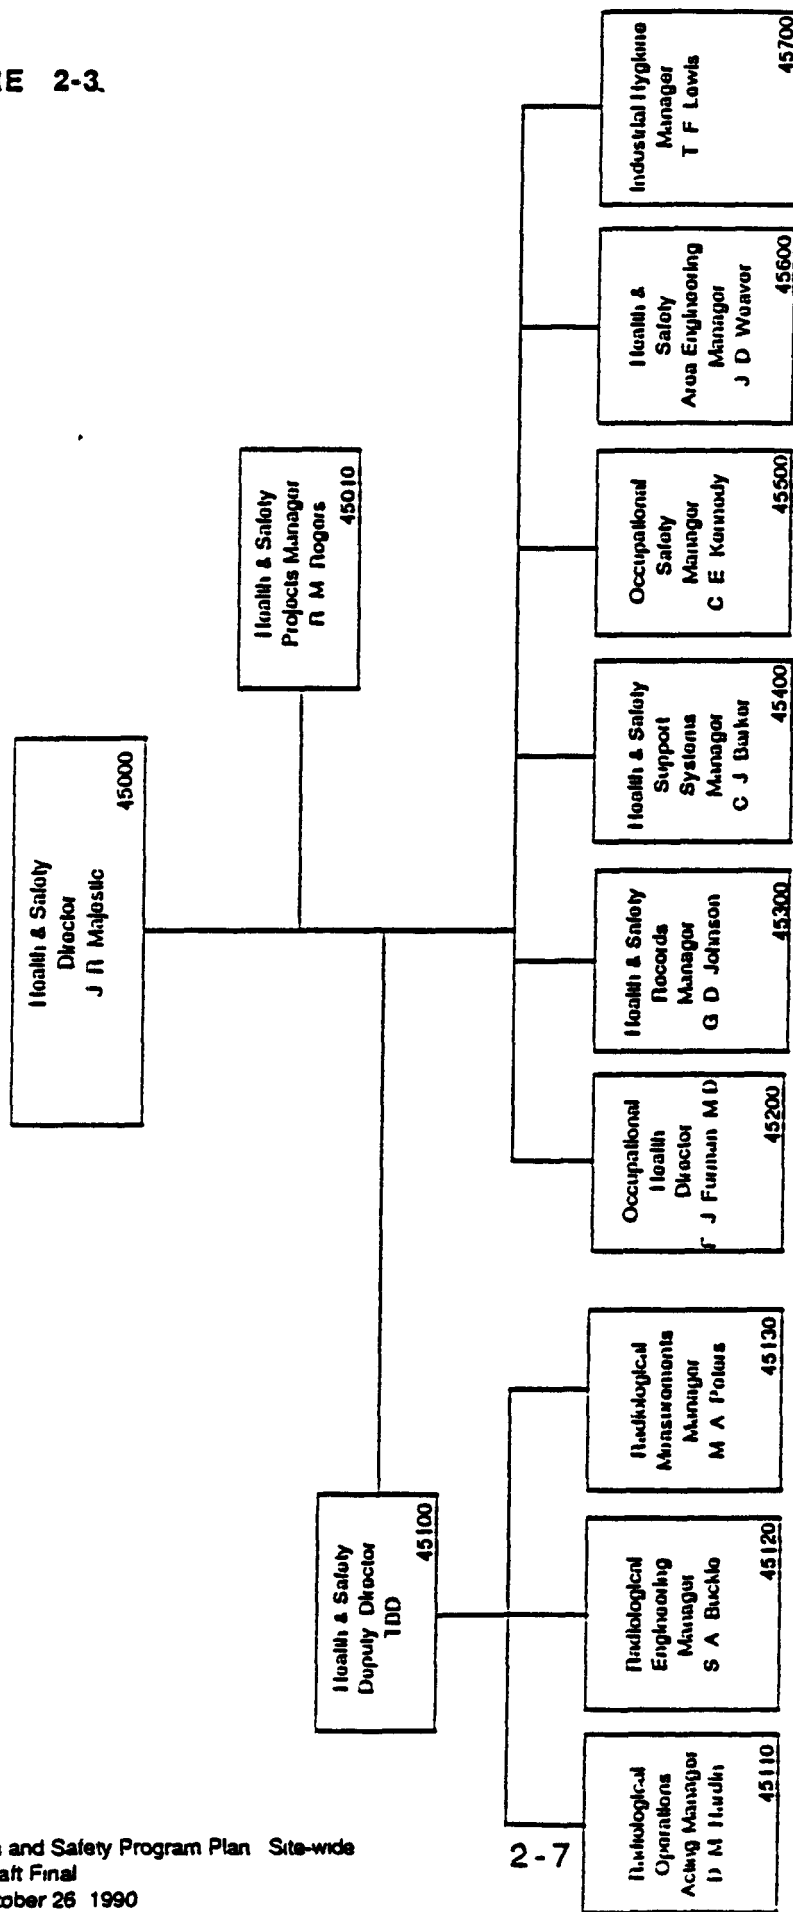 E 2-3
Health & Safety
Director
J R Majestic
45000
Health & Safety
Projects Manager
R M Rogers
45010
Health & Safety
Deputy Director
TBD
45100
Radiological
Operations
Acting Manager
D M Hardin
45110
Radiological
Engineering
Manager
S A Buckle
45120
Radiological
Measurements
Manager
M A Peters
45130
Occupational
Health
Director
J Furman M D
45200
Health & Safety
Records
Manager
G D Johnson
45300
Health & Safety
Support
Systems
Manager
C J Barker
45400
Occupational
Safety
Manager
C E Kennedy
45500
Health &
Safety
Area Engineering
Manager
J D Weaver
45600
Industrial Hygiene
Manager
T F Lewis
45700
and Safety Program Plan Site-wide
aft Final
ober 26 1990
2-7